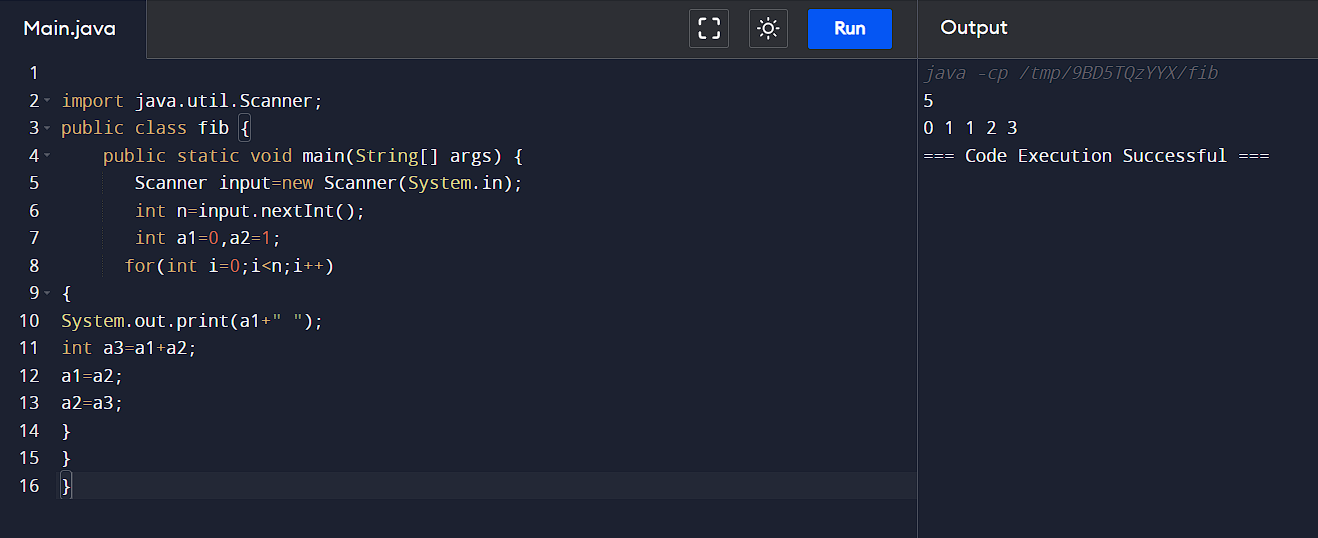 Main.java
Run
Output
1
2 import java.util.Scanner;
3 public class fib {
4     public static void main(String[] args) {
5        Scanner input=new Scanner(System.in);
6        int n=input.nextInt();
7        int a1=0,a2=1;
8       for(int i=0;i<n;i++)
9 {
10 System.out.print(a1+" ");
11 int a3=a1+a2;
12 a1=a2;
13 a2=a3;
14 }
15 }
16 }
java -cp /tmp/9BD5TQzYYX/fib
5
0 1 1 2 3
=== Code Execution Successful ===